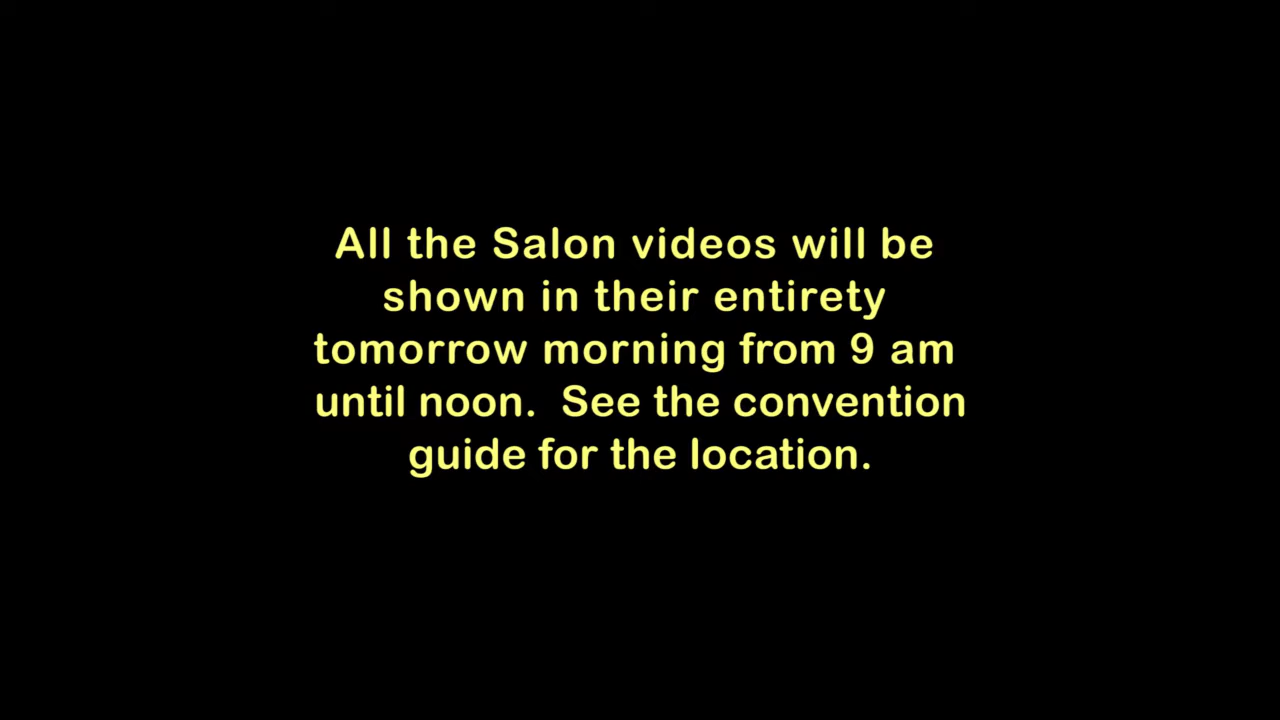 All the Salon videos will be
shown in their entirety
tomorrow morning from 9 am
until noon.  See the convention
guide for the location.